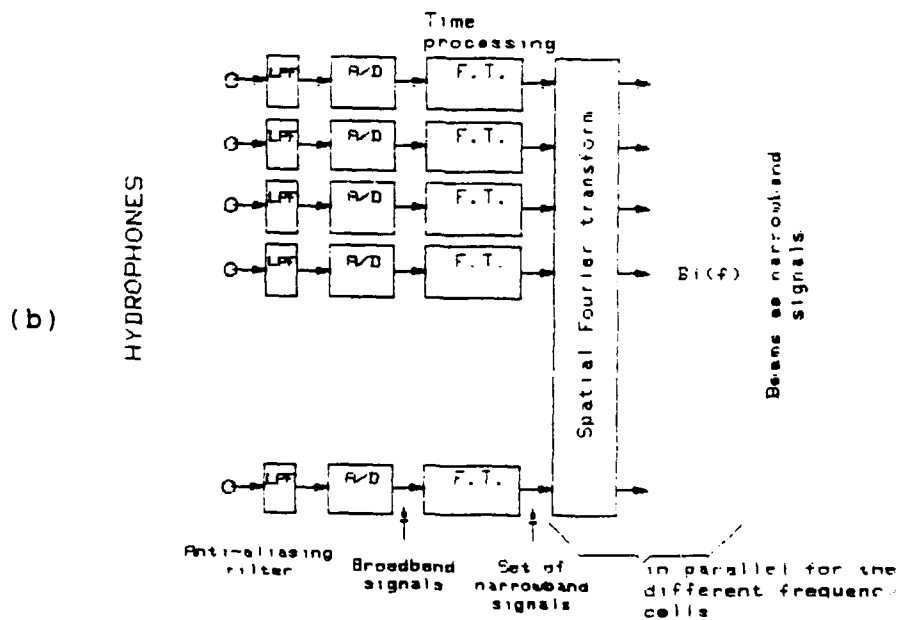 Time
processing
LPF A/D F.T.
LPF A/D F.T.
LPF A/D F.T.
LPF A/D F.T.
Bi(f)
(b)
HYDROPHONES
Spatial Fourier transform
Beams as narrowband
signals
LPF A/D F.T.
Anti-aliasing
filter
Broadband
signals
Set of
narrowband
signals
in parallel for the
different frequenc
cells